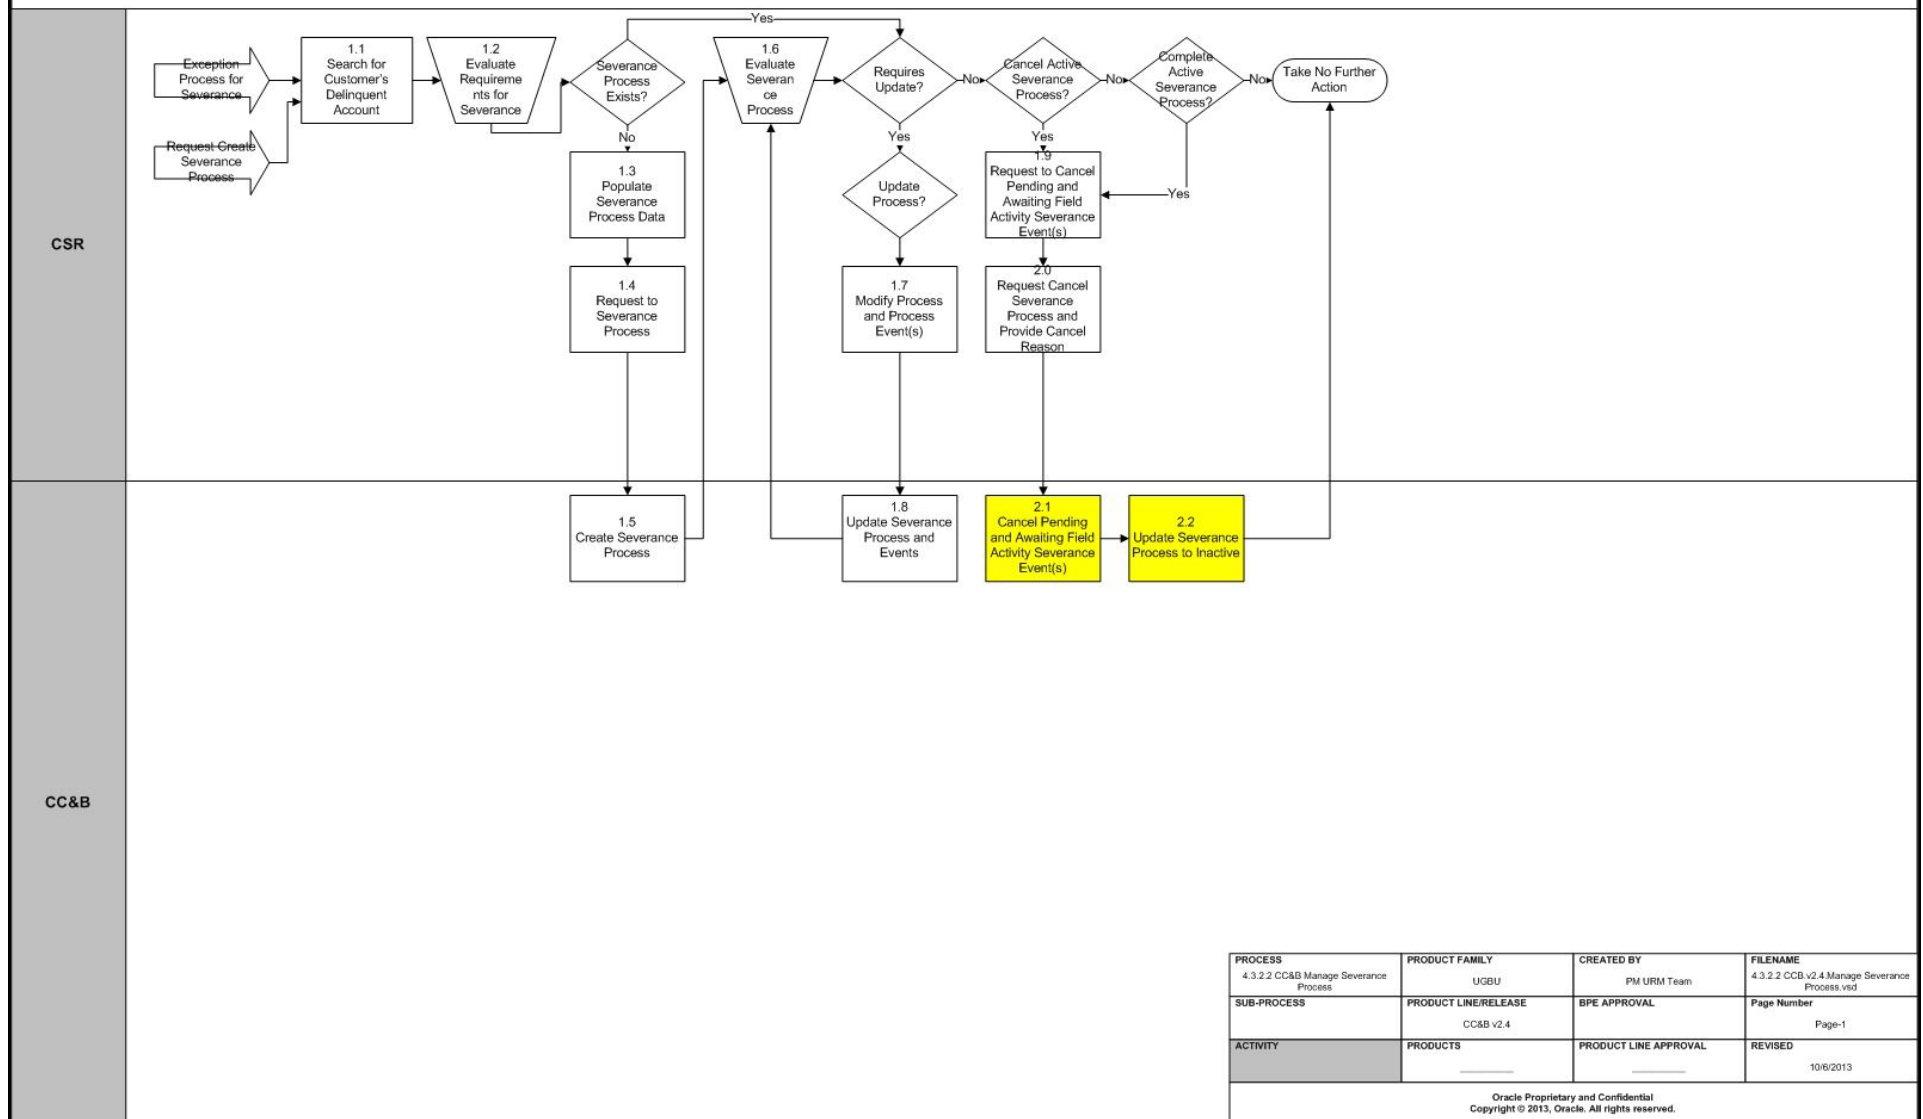 Yes
Exception
Process for
Severance
1.1
Search for
Customer's
Delinquent
Account
1.2
Evaluate
Requireme
nts for
Severance
Severance
Process
Exists?
1.6
Evaluate
Severan
ce
Process
Requires
Update?
No
Cancel Active
Severance
Process?
No
Complete
Active
Severance
Process?
No
Take No Further
Action
Request Create
Severance
Process
No
Yes
Yes
Yes
1.3
Populate
Severance
Process Data
Update
Process?
1.9
Request to Cancel
Pending and
Awaiting Field
Activity Severance
Event(s)
CSR
1.4
Request to
Severance
Process
1.7
Modify Process
and Process
Event(s)
2.0
Request Cancel
Severance
Process and
Provide Cancel
Reason
1.5
Create Severance
Process
1.8
Update Severance
Process and
Events
2.1
Cancel Pending
and Awaiting Field
Activity Severance
Event(s)
2.2
Update Severance
Process to Inactive
CC&B
PROCESS
4.3.2.2 CC&B Manage Severance
Process
PRODUCT FAMILY
UGBU
CREATED BY
PM URM Team
FILENAME
4.3.2.2 CCB.v2.4.Manage Severance
Process.vsd
SUB-PROCESS
PRODUCT LINE/RELEASE
CC&B v2.4
BPE APPROVAL
Page Number
Page-1
ACTIVITY
PRODUCTS
PRODUCT LINE APPROVAL
REVISED
10/6/2013
Oracle Proprietary and Confidential
Copyright © 2013, Oracle. All rights reserved.